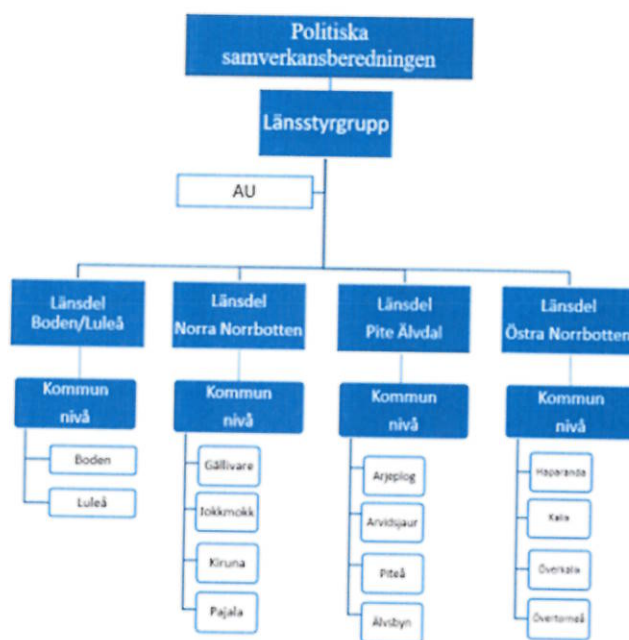 Politiska
samverkansberedningen
Länsstyrgrupp
AU
Länsdel
Boden/Luleå
Länsdel
Norra Norrbotten
Länsdel
Pite Älvdal
Länsdel
Östra Norrbotten
Kommun
nivå
Kommun
nivå
Kommun
nivå
Kommun
nivå
Boden
Luleå
Gällivare
Jokkmokk
Kiruna
Pajala
Arjeplog
Arvidsjaur
Piteå
Älvsbyn
Haparanda
Kalix
Överkalix
Övertorneå